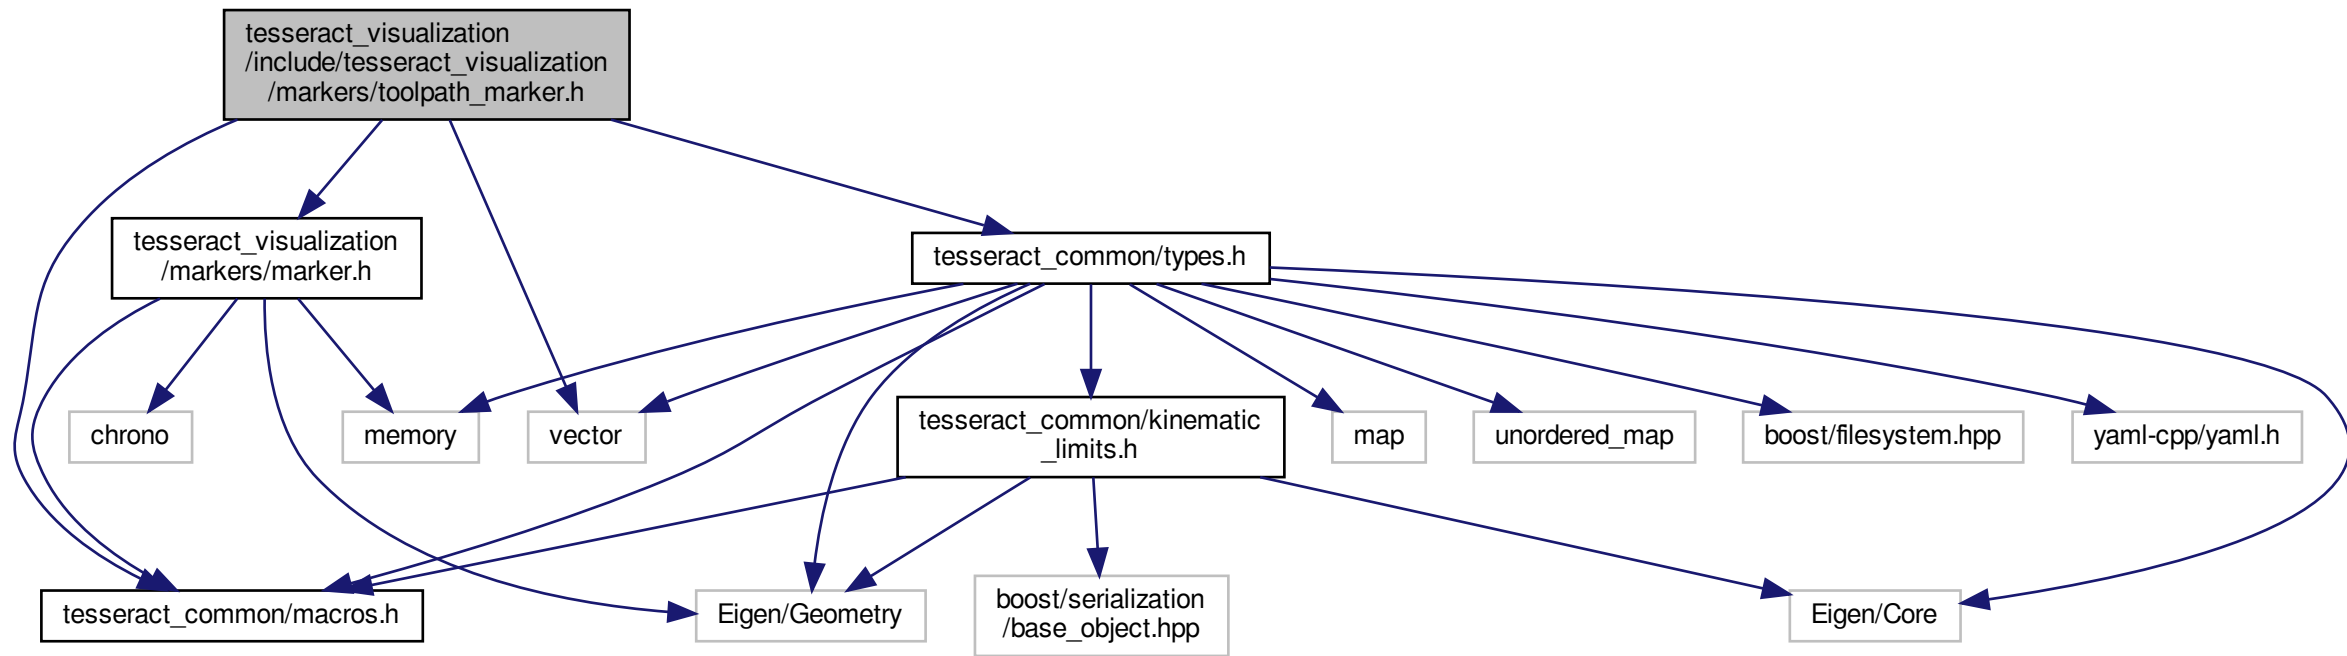 tesseract_visualization
/include/tesseract_visualization
/markers/toolpath_marker.h
tesseract_visualization
/markers/marker.h
tesseract_common/types.h
chrono
memory
vector
tesseract_common/kinematic
_limits.h
map
unordered_map
boost/filesystem.hpp
yaml-cpp/yaml.h
tesseract_common/macros.h
Eigen/Geometry
boost/serialization
/base_object.hpp
Eigen/Core